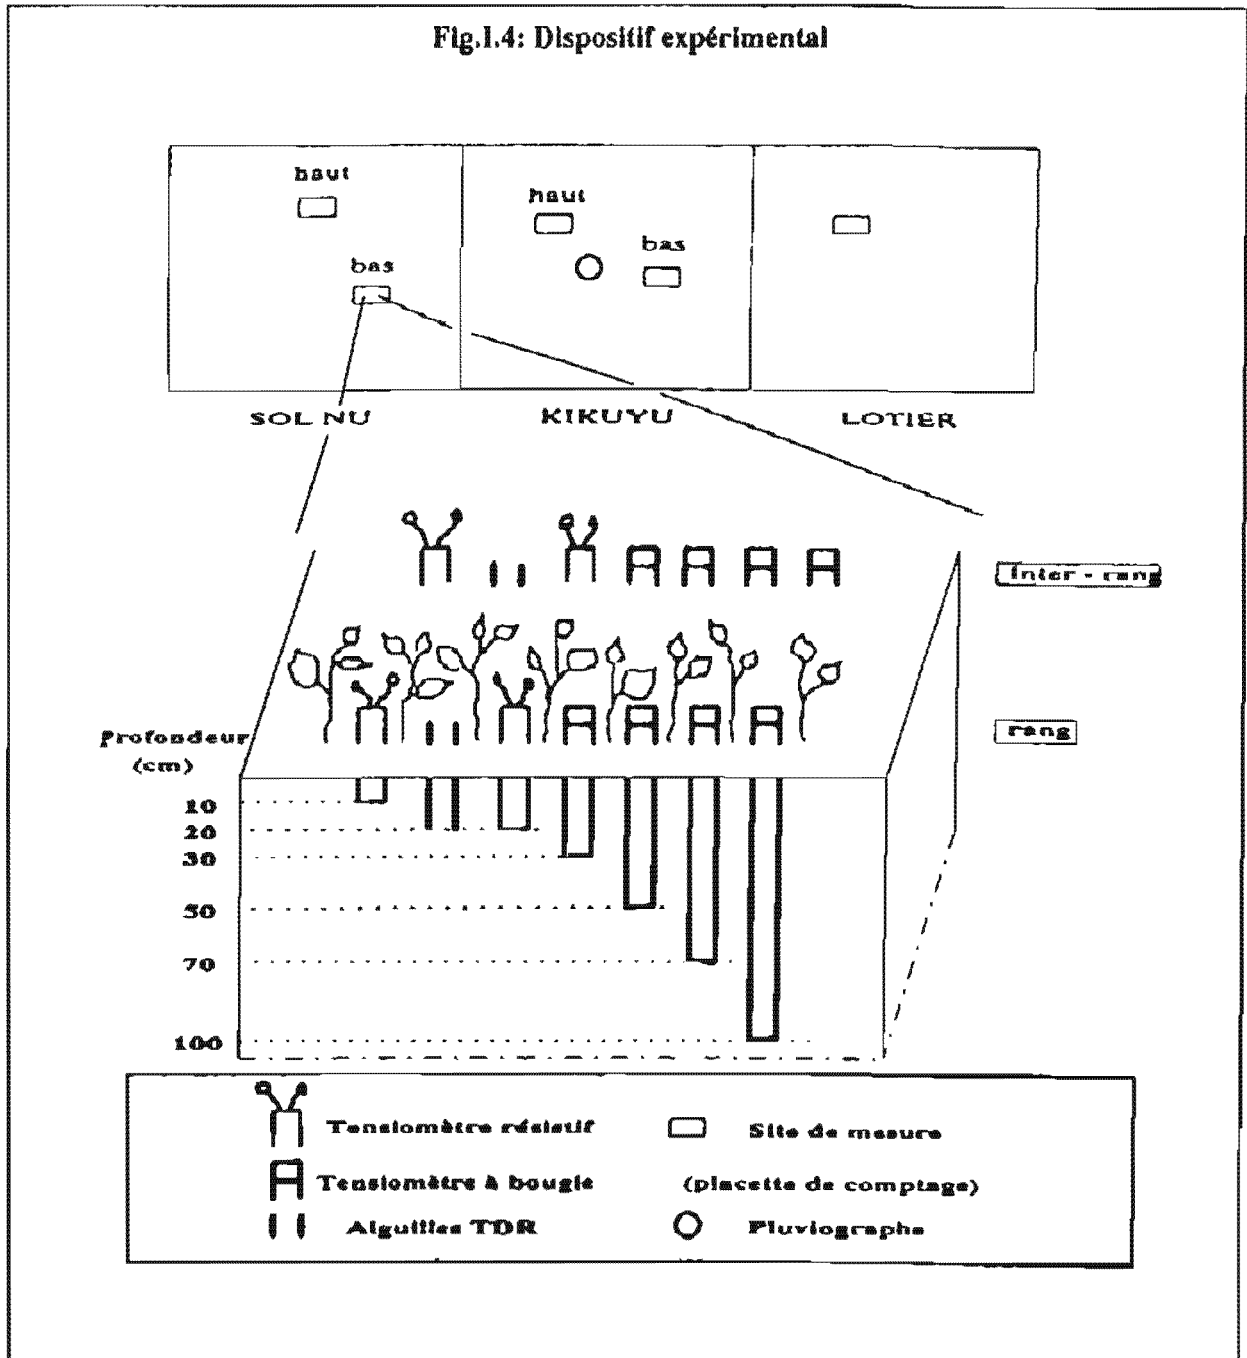 Fig.I.4: Dispositif expérimental
haut
haut
bas
bas
SOL NU
KIKUYU
LOTIER
inter - rang
rang
Profondeur
(cm)
10
20
30
50
70
100
Tensiomètre résistif
Site de mesure
Tensiomètre à bougie
(placette de comptage)
Aiguilles TDR
Pluviographe